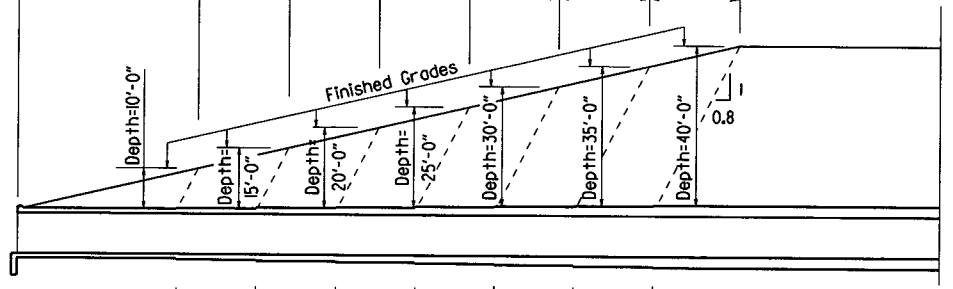 Finished Grades
Depth=10'-0"
Depth=
15'-0"
Depth=
20'-0"
Depth=
25'-0"
Depth=30'-0"
Depth=35'-0"
Depth=40'-0"
1
0.8